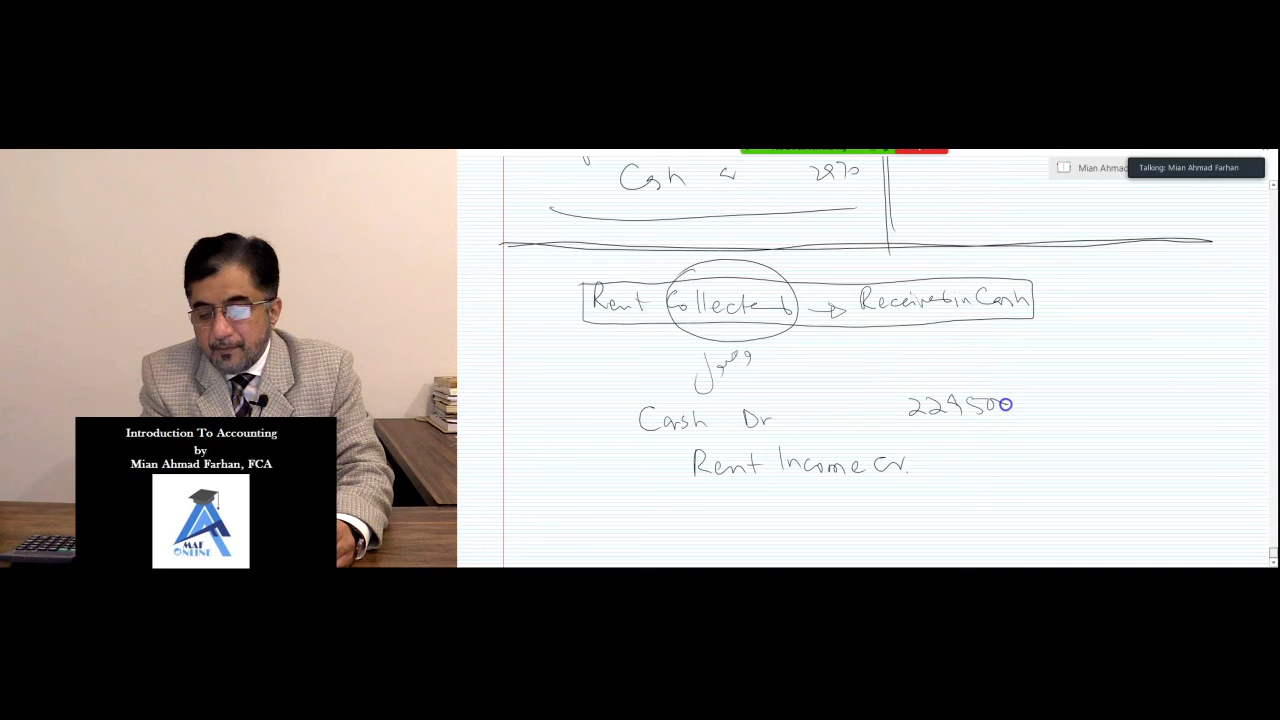 Cash Cr 2870
Mian Ahmad
Talking: Mian Ahmad Farhan
Rent Collected → Received in Cash
Cash Dr 224500
Rent Income Cr.
Introduction To Accounting
by
Mian Ahmad Farhan, FCA
MAF
ONLINE